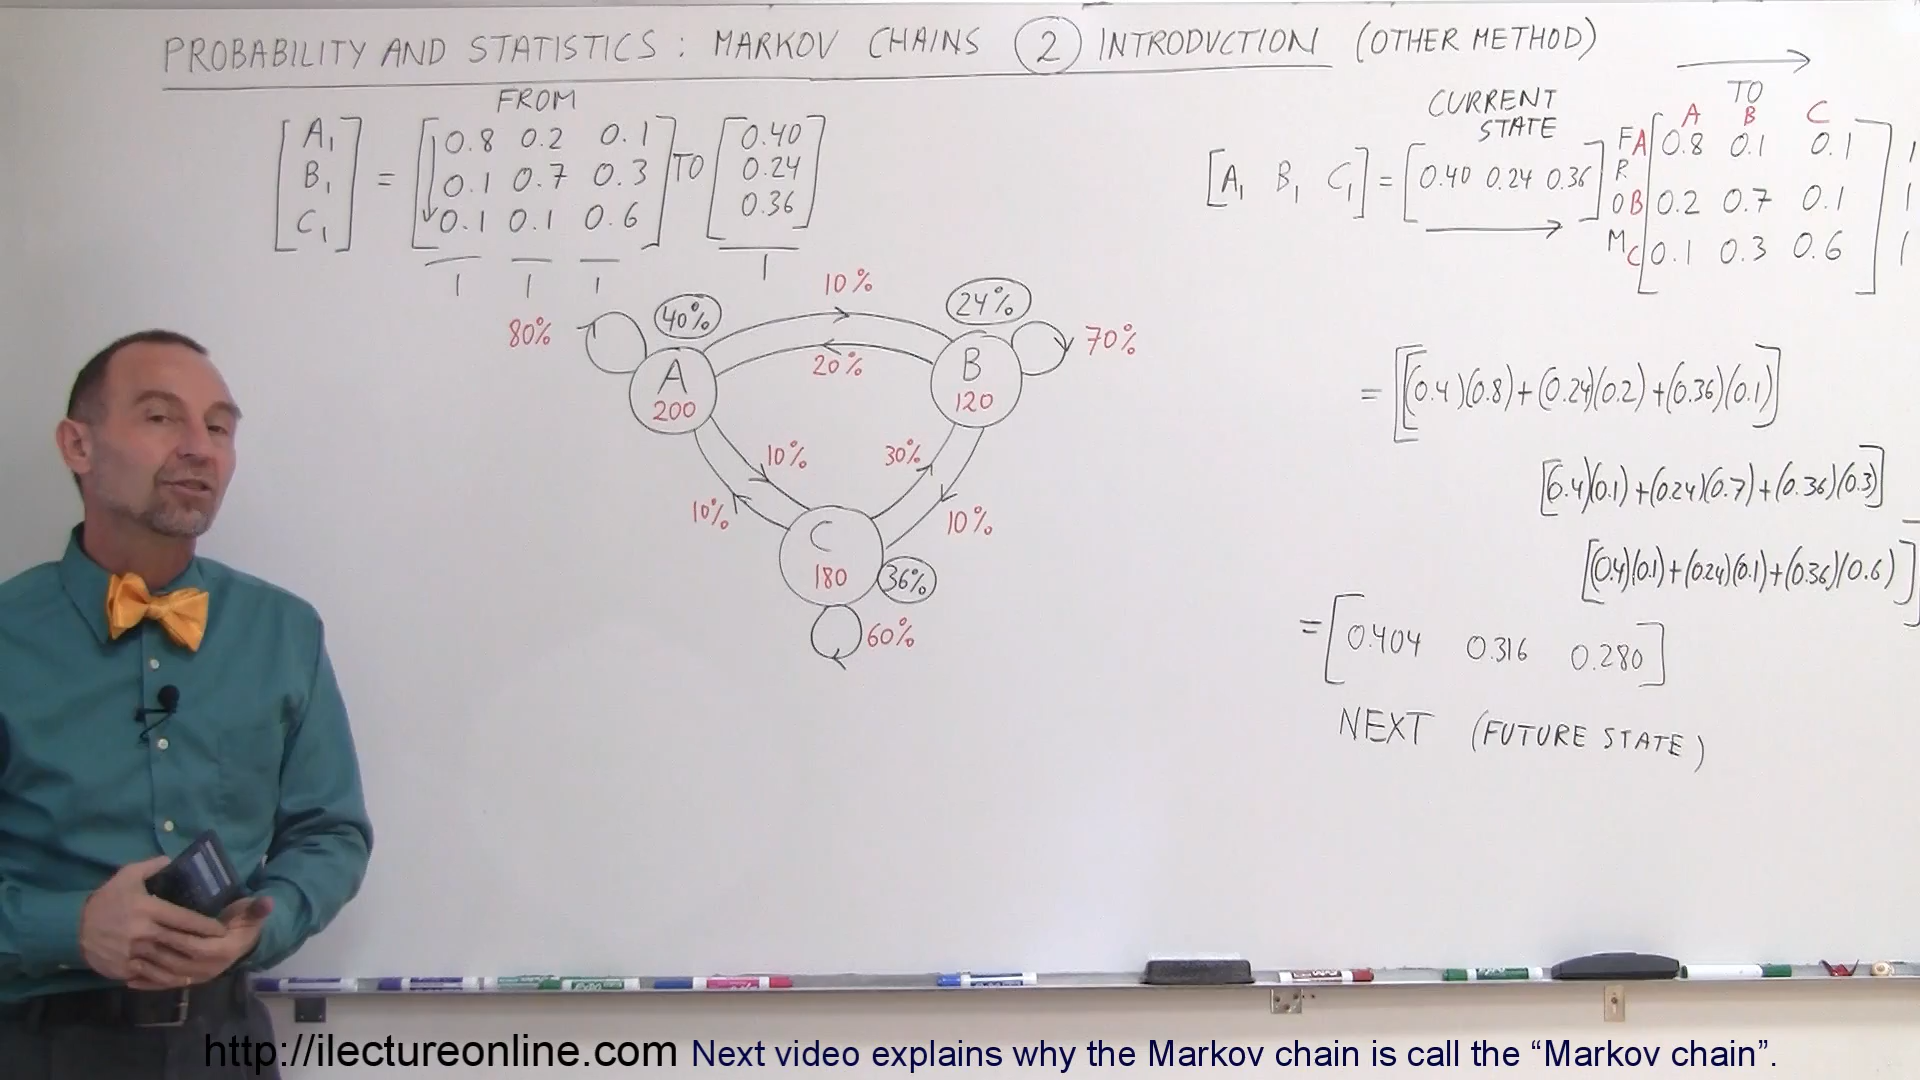 PROBABILITY AND STATISTICS : MARKOV CHAINS 2 INTRODUCTION (OTHER METHOD)
FROM
[A₁] = [0.8 0.2 0.1] TO [0.40]
[B₁] [0.1 0.7 0.3] [0.24]
[C₁] [0.1 0.1 0.6] [0.36]
1 1 1 1
CURRENT STATE
TO
A B C
[A₁ B₁ C₁] = [0.40 0.24 0.36]
FROM
A 0.8 0.1 0.1 1
B 0.2 0.7 0.1 1
C 0.1 0.3 0.6 1
80%
40%
10%
24%
70%
A
200
20%
B
120
10%
30%
10%
10%
C
180
36%
60%
= [[(0.4)(0.8)+(0.24)(0.2)+(0.36)(0.1)]
[(0.4)(0.1)+(0.24)(0.7)+(0.36)(0.3)]
[(0.4)(0.1)+(0.24)(0.1)+(0.36)(0.6)]]
= [0.404 0.316 0.280]
NEXT (FUTURE STATE)
http://ilectureonline.com Next video explains why the Markov chain is call the “Markov chain”.